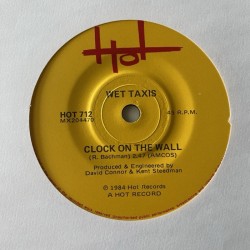 Hot
WET TAXIS
HOT 712
MX204479
45 R.P.M.
CLOCK ON THE WALL
(R. Bachman) 2:47 (AMCOS)
Produced & Engineered by
David Connor & Kent Steedman
℗ 1984 Hot Records
A HOT RECORD